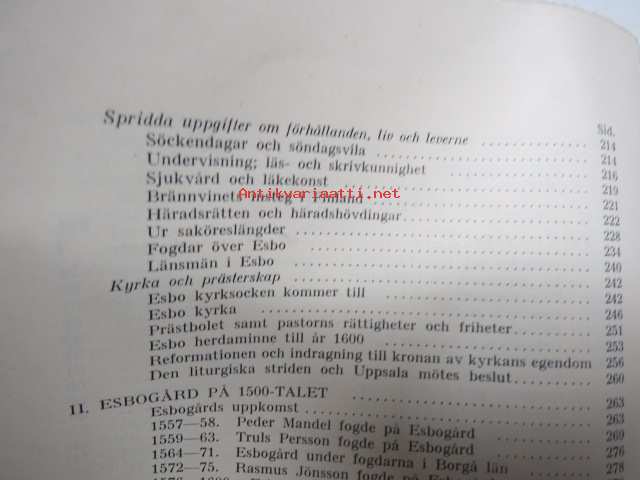 Sid.
Spridda uppgifter om förhållanden, liv och leverne 214
Söckendagar och söndagsvila 214
Undervisning; läs- och skrivkunnighet 216
Sjukvård och läkekonst 219
Brännvinets intåg i Finland 221
Antikvariaatti.net
Häradsrätten och häradshövdingar 222
Ur saköreslängder 228
Fogdar över Esbo 234
Länsmän i Esbo 240
Kyrka och prästerskap 242
Esbo kyrksocken kommer till 242
Esbo kyrka 246
Prästbolet samt pastorns rättigheter och friheter 251
Esbo herdaminne till år 1600 253
Reformationen och indragning till kronan av kyrkans egendom 256
Den liturgiska striden och Uppsala mötes beslut 260
II. ESBOGÅRD PÅ 1500-TALET 263
Esbogårds uppkomst 263
1557—58. Peder Mandel fogde på Esbogård 269
1559—63. Truls Persson fogde på Esbogård 276
1564—71. Esbogård under fogdarna i Borgå län 278
1572—75. Rasmus Jönsson fogde på Esbogård